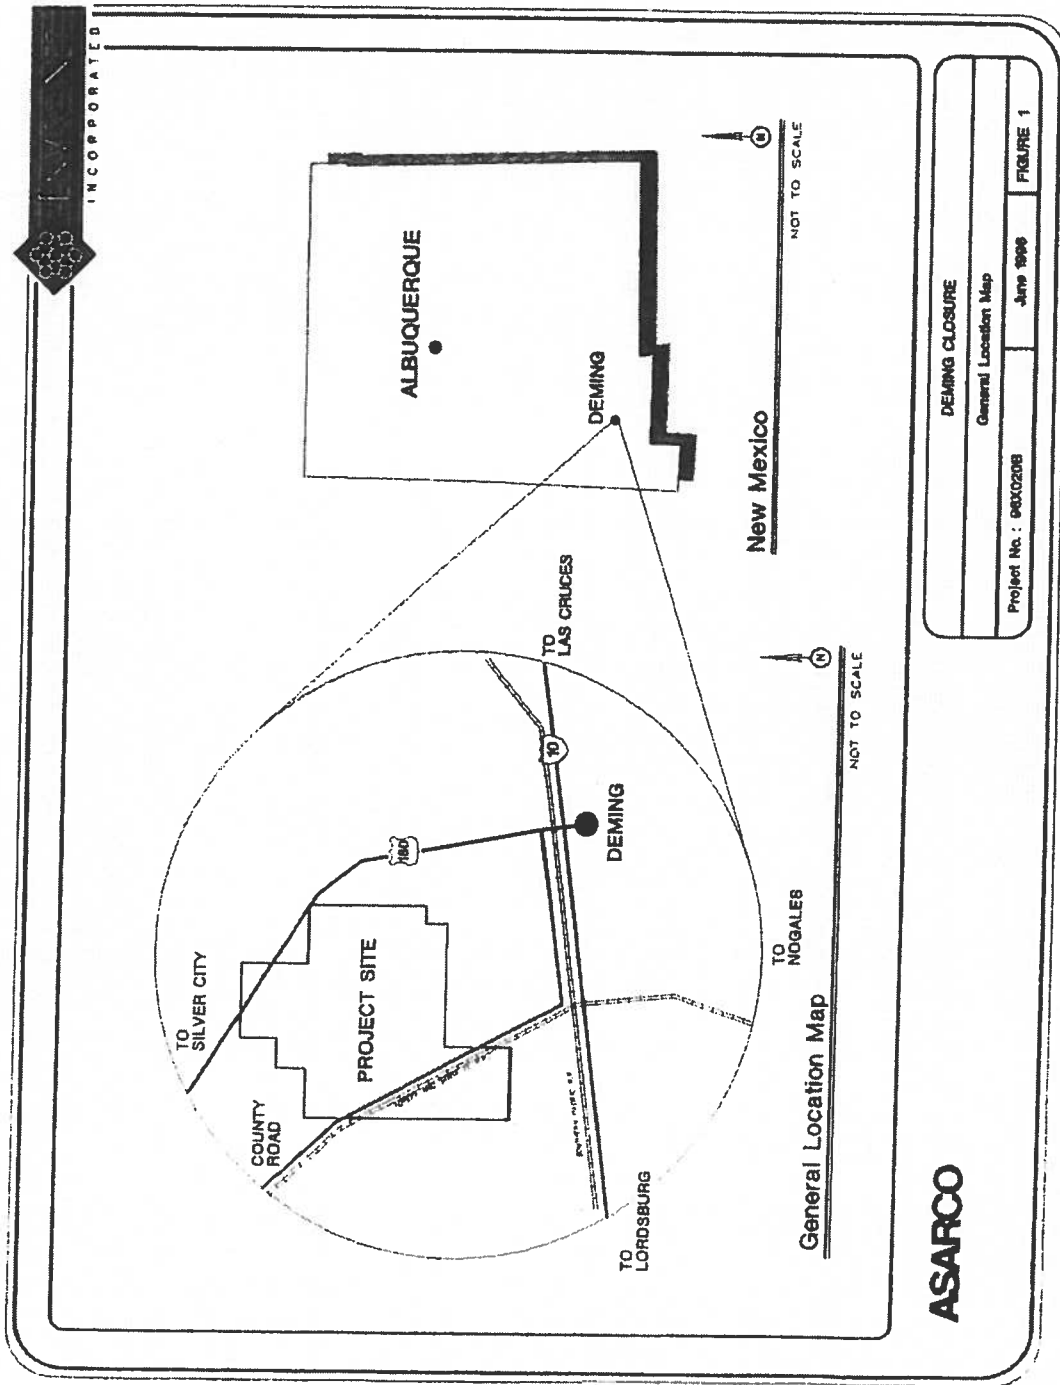 INCORPORATED
TO
SILVER CITY
COUNTY
ROAD
PROJECT SITE
180
TO
LAS CRUCES
10
DEMING
TO
LORDSBURG
TO
NOGALES
General Location Map
N
NOT TO SCALE
ALBUQUERQUE
DEMING
New Mexico
N
NOT TO SCALE
ASARCO
DEMING CLOSURE
General Location Map
Project No. : 96X020B
June 1996
FIGURE 1